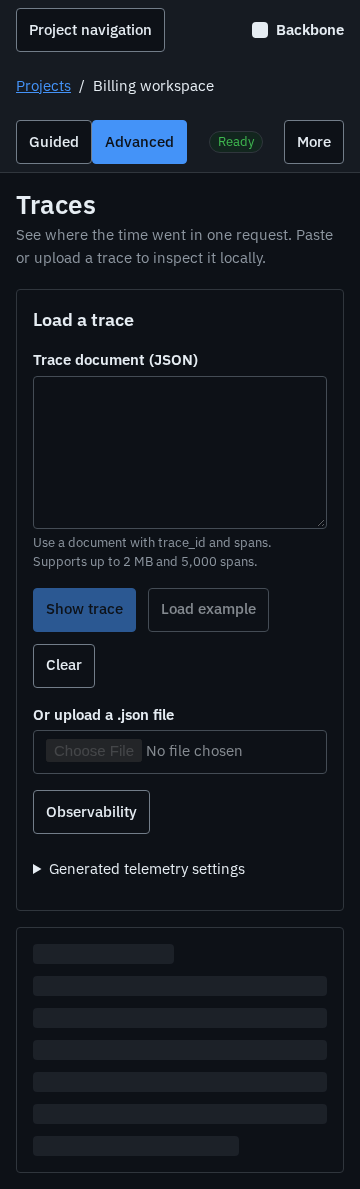 Project navigation
Backbone
Projects / Billing workspace
Guided
Advanced
Ready
More
Traces
See where the time went in one request. Paste
or upload a trace to inspect it locally.
Load a trace
Trace document (JSON)
Use a document with trace_id and spans.
Supports up to 2 MB and 5,000 spans.
Show trace
Load example
Clear
Or upload a .json file
Choose File No file chosen
Observability
Generated telemetry settings